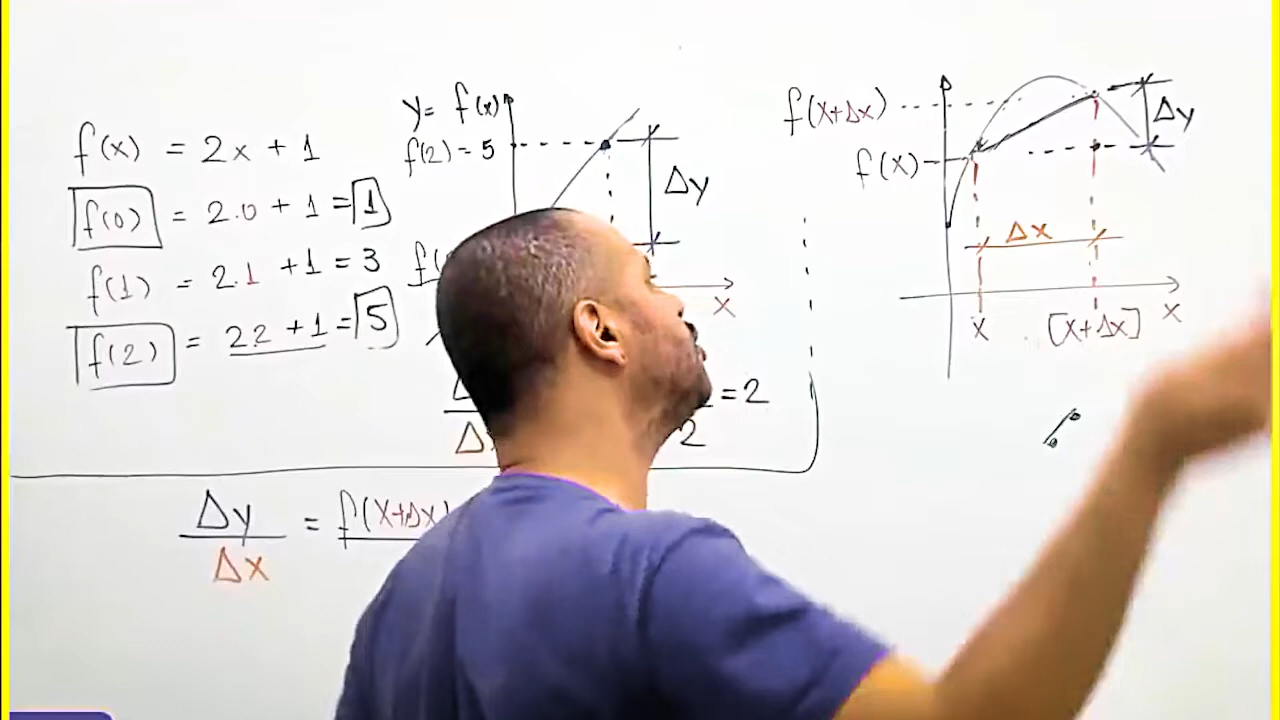 f(x) = 2x + 1
f(0) = 2.0 + 1 = 1
f(1) = 2.1 + 1 = 3
f(2) = 22 + 1 = 5
y = f(x)
f(2) = 5
Δy
x
= 2
2
Δy = f(x+Δx)
Δx
f(x+Δx)
f(x)
Δy
Δx
x [x+Δx] x